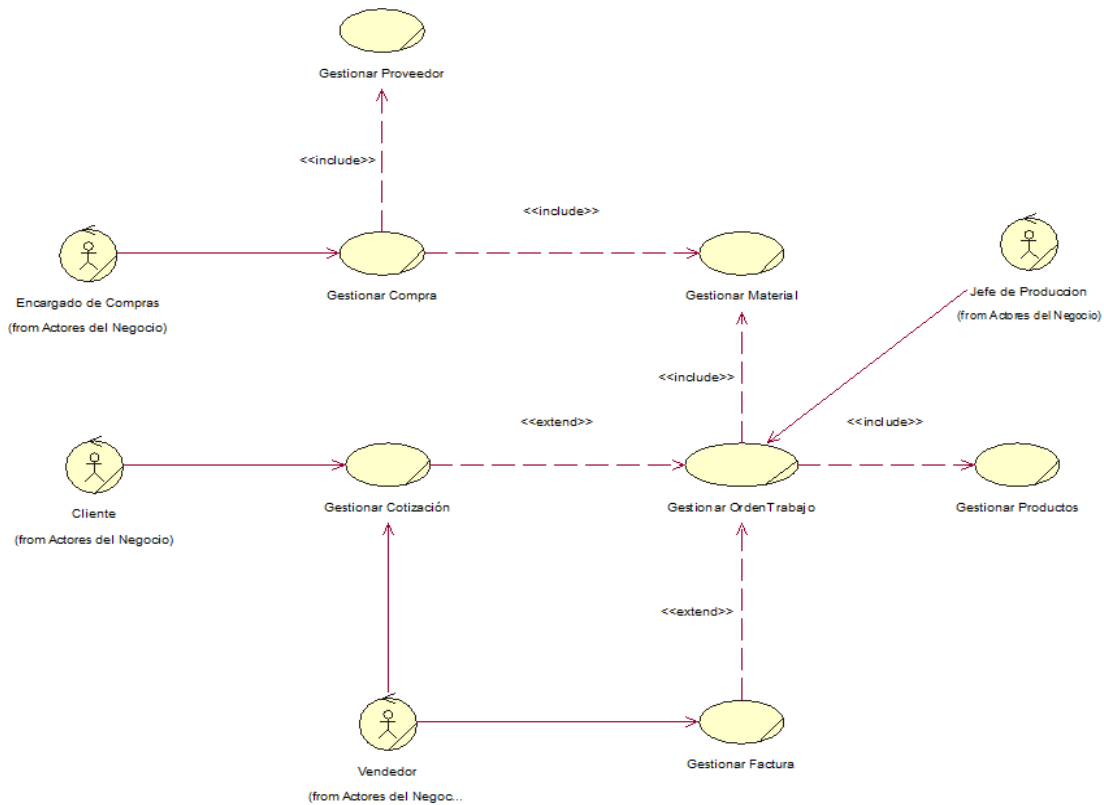 Gestionar Proveedor
<<include>>
<<include>>
Encargado de Compras
(from Actores del Negocio)
Gestionar Compra
Gestionar Material
Jefe de Produccion
(from Actores del Negocio)
<<include>>
<<extend>>
<<include>>
Cliente
(from Actores del Negocio)
Gestionar Cotización
Gestionar OrdenTrabajo
Gestionar Productos
<<extend>>
Vendedor
(from Actores del Negoc...
Gestionar Factura